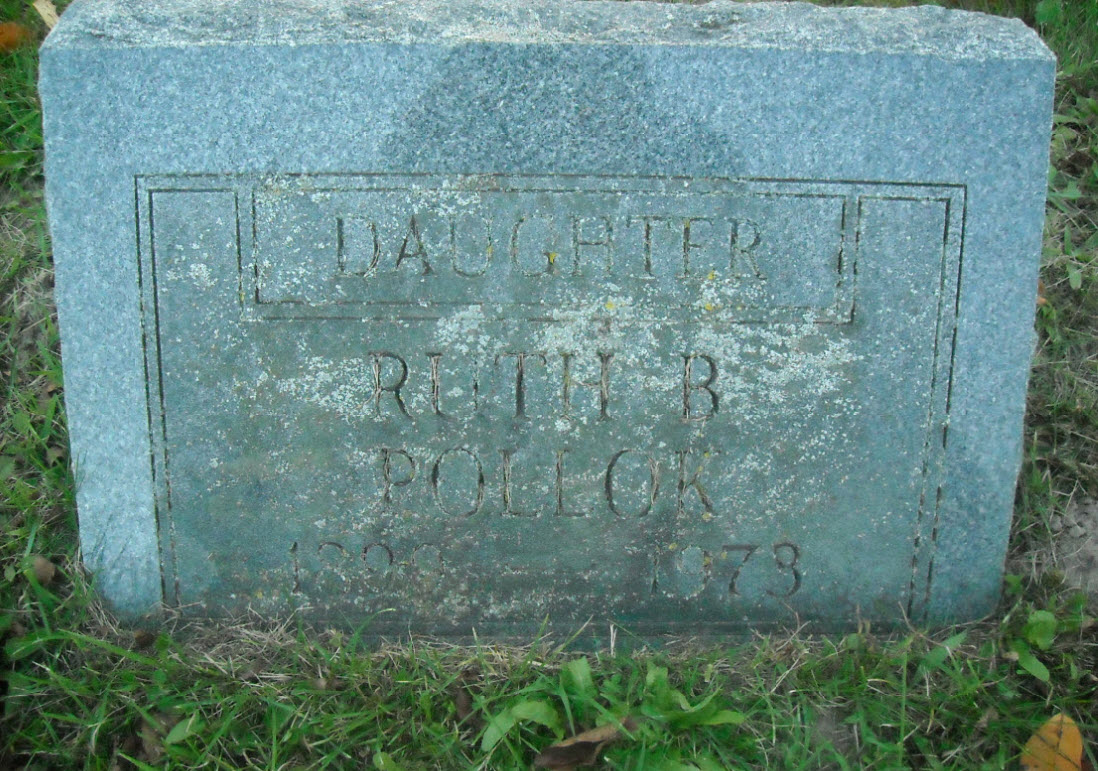 DAUGHTER
RUTH B
POLLOK
1973